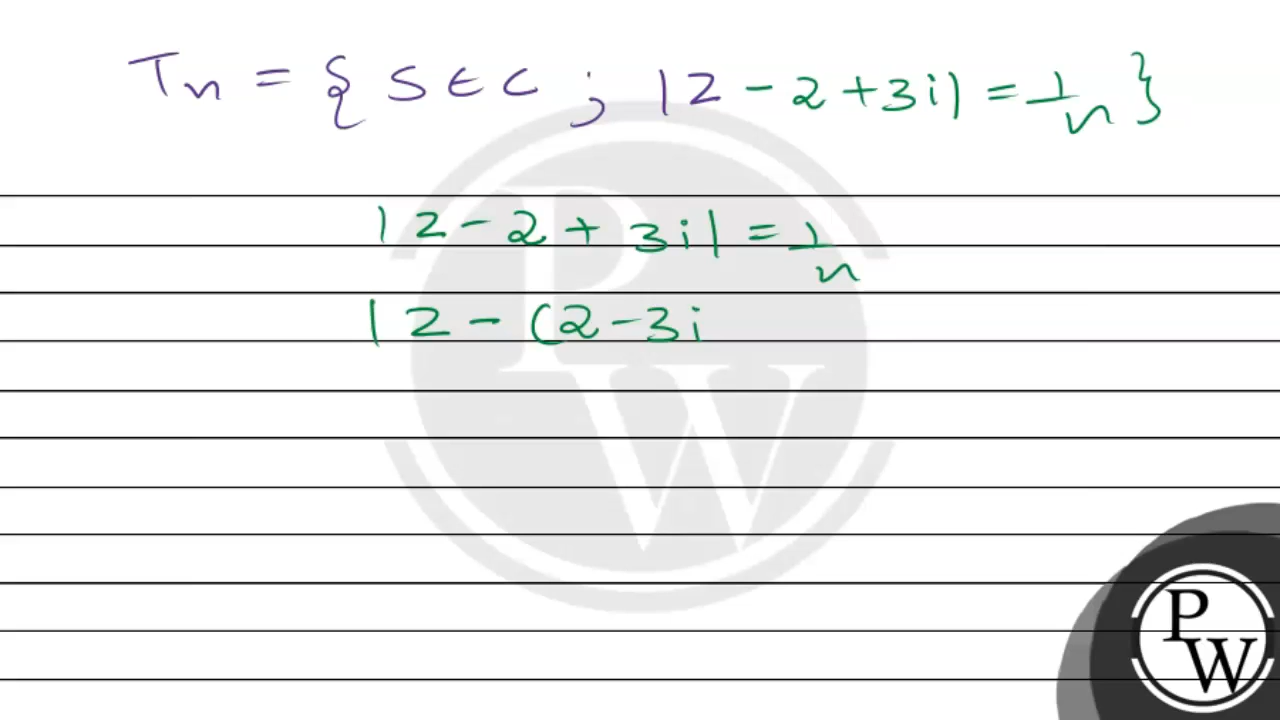 Tn = { S ∈ C ; |z - 2 + 3i| = 1/n }
|z - 2 + 3i| = 1/n
|z - (2 - 3i
P
W
P
W